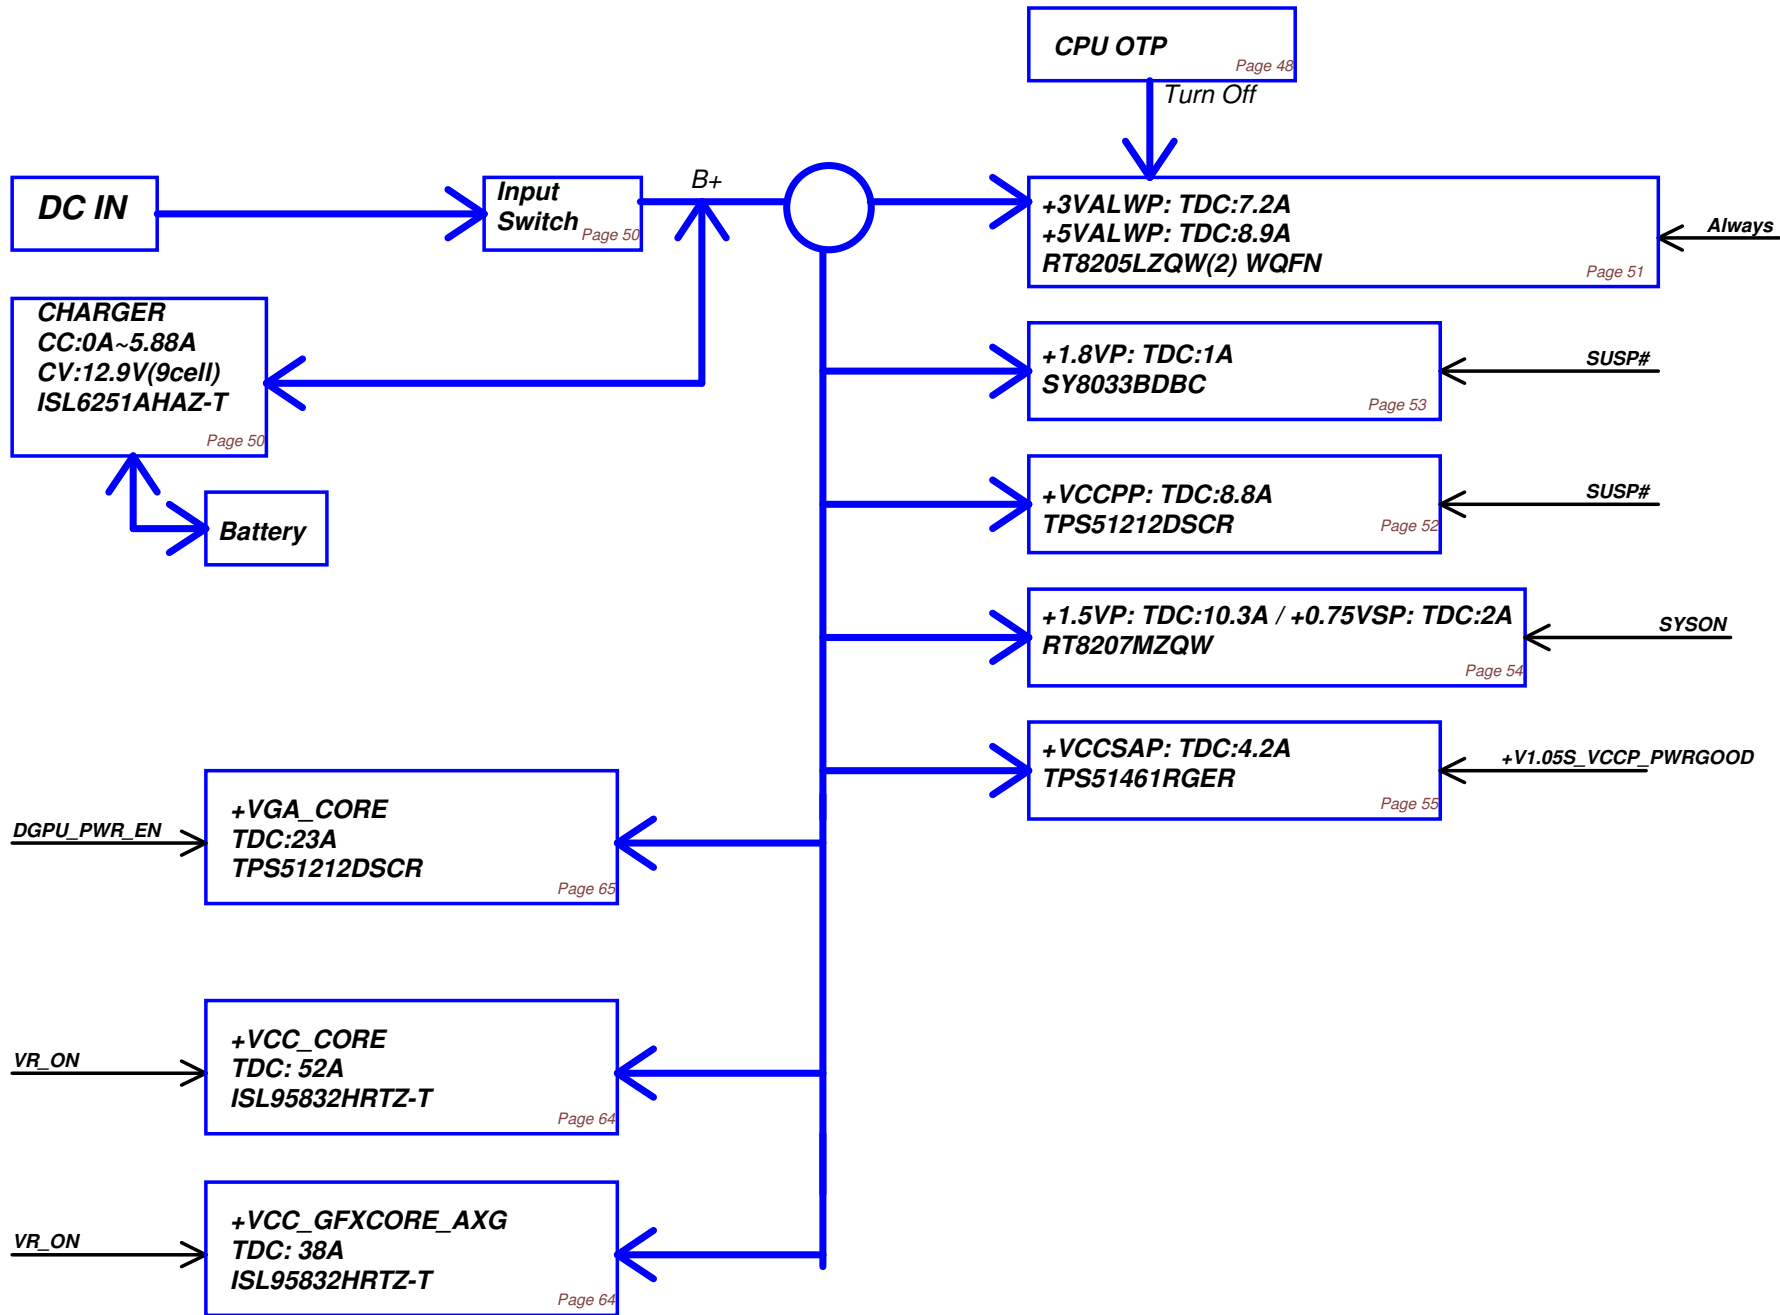 CPU OTP
Page 48
Turn Off
DC IN
Input
Switch
Page 50
B+
+3VALWP: TDC:7.2A
+5VALWP: TDC:8.9A
RT8205LZQW(2) WQFN
Page 51
Always
CHARGER
CC:0A~5.88A
CV:12.9V(9cell)
ISL6251AHAZ-T
Page 50
Battery
+1.8VP: TDC:1A
SY8033BDBC
Page 53
SUSP#
+VCCPP: TDC:8.8A
TPS51212DSCR
Page 52
SUSP#
+1.5VP: TDC:10.3A / +0.75VSP: TDC:2A
RT8207MZQW
Page 54
SYSON
+VCCSAP: TDC:4.2A
TPS51461RGER
Page 55
+V1.05S_VCCP_PWRGOOD
DGPU_PWR_EN
+VGA_CORE
TDC:23A
TPS51212DSCR
Page 65
VR_ON
+VCC_CORE
TDC: 52A
ISL95832HRTZ-T
Page 64
VR_ON
+VCC_GFXCORE_AXG
TDC: 38A
ISL95832HRTZ-T
Page 64